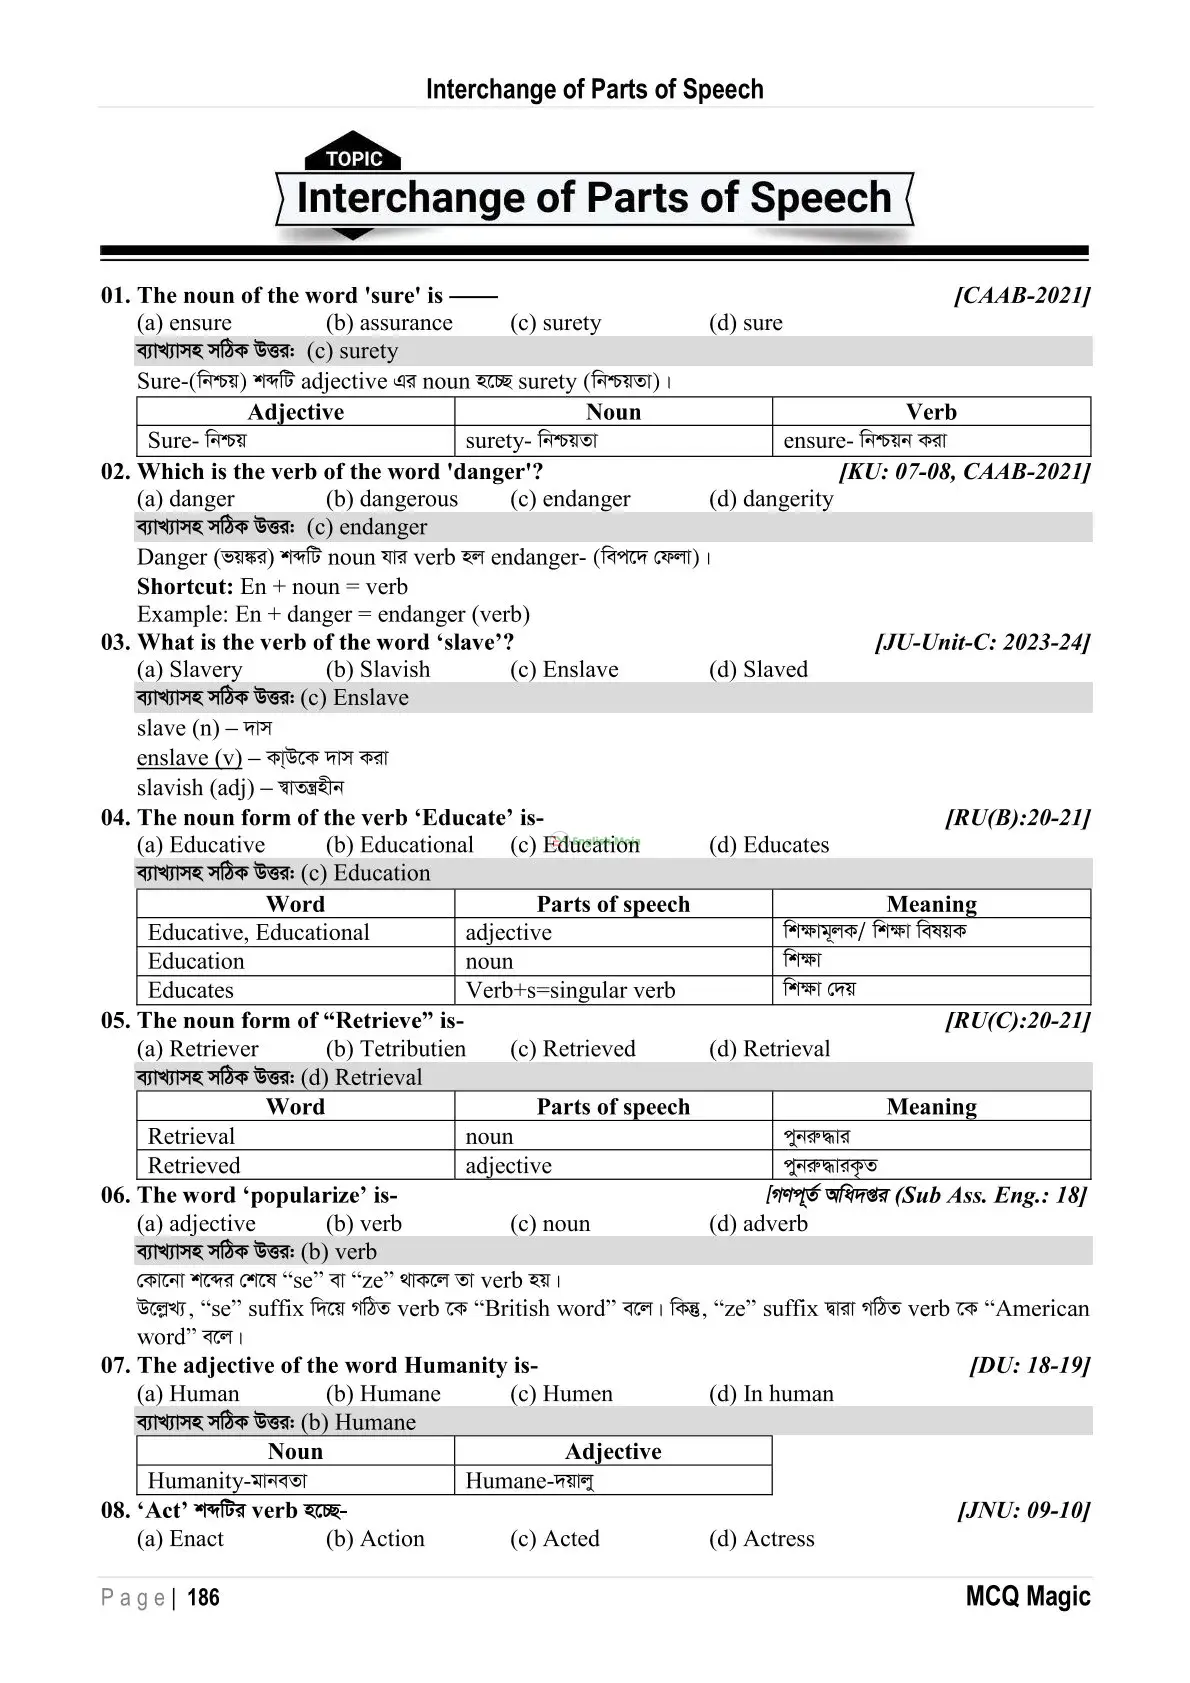 Interchange of Parts of Speech
TOPIC
Interchange of Parts of Speech
01. The noun of the word 'sure' is ——
[CAAB-2021]
(a) ensure (b) assurance (c) surety (d) sure
ব্যাখ্যাসহ সঠিক উত্তর: (c) surety
Sure-(নিশ্চয়) শব্দটি adjective এর noun হচ্ছে surety (নিশ্চয়তা)।
Adjective Noun Verb
Sure- নিশ্চয় surety- নিশ্চয়তা ensure- নিশ্চয়ন করা
02. Which is the verb of the word 'danger'?
[KU: 07-08, CAAB-2021]
(a) danger (b) dangerous (c) endanger (d) dangerity
ব্যাখ্যাসহ সঠিক উত্তর: (c) endanger
Danger (ভয়ঙ্কর) শব্দটি noun যার verb হল endanger- (বিপদে ফেলা)।
Shortcut: En + noun = verb
Example: En + danger = endanger (verb)
03. What is the verb of the word ‘slave’?
[JU-Unit-C: 2023-24]
(a) Slavery (b) Slavish (c) Enslave (d) Slaved
ব্যাখ্যাসহ সঠিক উত্তর: (c) Enslave
slave (n) – দাস
enslave (v) – কা্উকে দাস করা
slavish (adj) – স্বাতন্ত্রহীন
04. The noun form of the verb ‘Educate’ is-
[RU(B):20-21]
(a) Educative (b) Educational (c) Education (d) Educates
ব্যাখ্যাসহ সঠিক উত্তর: (c) Education
Word Parts of speech Meaning
Educative, Educational adjective শিক্ষামূলক/ শিক্ষা বিষয়ক
Education noun শিক্ষা
Educates Verb+s=singular verb শিক্ষা দেয়
05. The noun form of “Retrieve” is-
[RU(C):20-21]
(a) Retriever (b) Tetributien (c) Retrieved (d) Retrieval
ব্যাখ্যাসহ সঠিক উত্তর: (d) Retrieval
Word Parts of speech Meaning
Retrieval noun পুনরুদ্ধার
Retrieved adjective পুনরুদ্ধারকৃত
06. The word ‘popularize’ is-
[গণপূর্ত অধিদপ্তর (Sub Ass. Eng.: 18]
(a) adjective (b) verb (c) noun (d) adverb
ব্যাখ্যাসহ সঠিক উত্তর: (b) verb
কোনো শব্দের শেষে “se” বা “ze” থাকলে তা verb হয়।
উল্লেখ্য, “se” suffix দিয়ে গঠিত verb কে “British word” বলে। কিন্তু, “ze” suffix দ্বারা গঠিত verb কে “American
word” বলে।
07. The adjective of the word Humanity is-
[DU: 18-19]
(a) Human (b) Humane (c) Humen (d) In human
ব্যাখ্যাসহ সঠিক উত্তর: (b) Humane
Noun Adjective
Humanity-মানবতা Humane-দয়ালু
08. ‘Act’ শব্দটির verb হচ্ছে-
[JNU: 09-10]
(a) Enact (b) Action (c) Acted (d) Actress
Page| 186
MCQ Magic